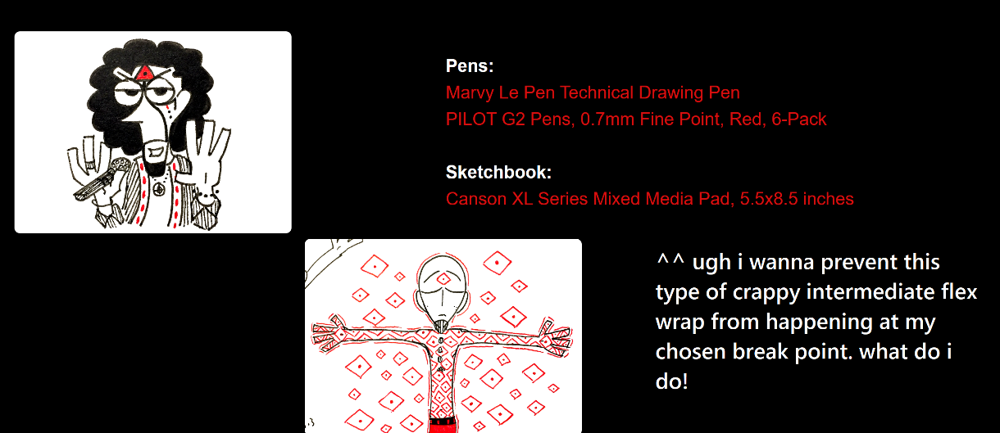 Pens:
Marvy Le Pen Technical Drawing Pen
PILOT G2 Pens, 0.7mm Fine Point, Red, 6-Pack
Sketchbook:
Canson XL Series Mixed Media Pad, 5.5x8.5 inches
^^ ugh i wanna prevent this
type of crappy intermediate flex
wrap from happening at my
chosen break point. what do i
do!